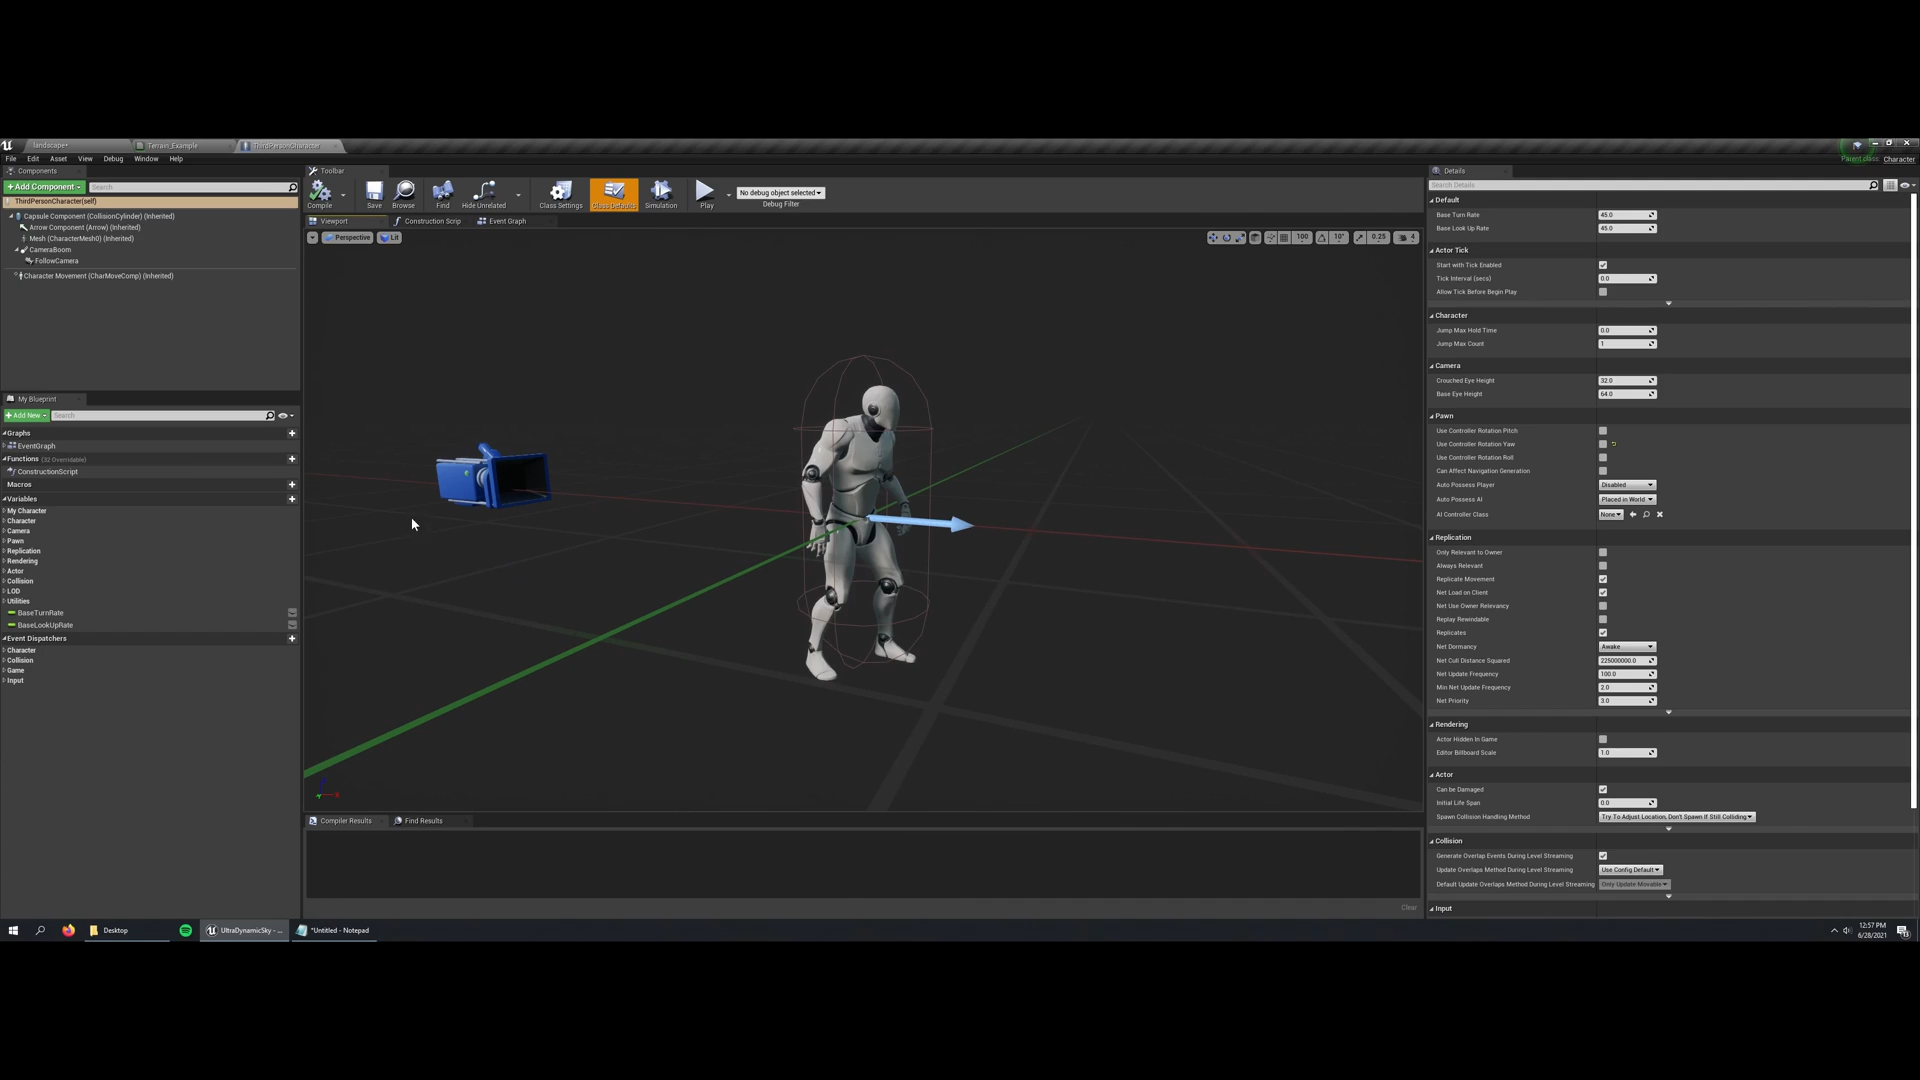 landscape*
Terrain_Example
ThirdPersonCharacter
File Edit Asset View Debug Window Help
Parent class: Character
Components
+Add Component
Search
ThirdPersonCharacter(self)
Capsule Component (CollisionCylinder) (Inherited)
Arrow Component (Arrow) (Inherited)
Mesh (CharacterMesh0) (Inherited)
CameraBoom
FollowCamera
Character Movement (CharMoveComp) (Inherited)
My Blueprint
+Add New
Search
Graphs
EventGraph
Functions (32 Overridable)
ConstructionScript
Macros
Variables
My Character
Character
Camera
Pawn
Replication
Rendering
Actor
Collision
LOD
Utilities
BaseTurnRate
BaseLookUpRate
Event Dispatchers
Character
Collision
Game
Input
Toolbar
Compile
Save
Browse
Find
Hide Unrelated
Class Settings
Class Defaults
Simulation
Play
No debug object selected
Debug Filter
Viewport
Construction Scrip
Event Graph
Perspective
Lit
100
10°
0.25
4
X
Compiler Results
Find Results
Clear
Details
Search Details
Default
Base Turn Rate 45.0
Base Look Up Rate 45.0
Actor Tick
Start with Tick Enabled
Tick Interval (secs) 0.0
Allow Tick Before Begin Play
Character
Jump Max Hold Time 0.0
Jump Max Count 1
Camera
Crouched Eye Height 32.0
Base Eye Height 64.0
Pawn
Use Controller Rotation Pitch
Use Controller Rotation Yaw
Use Controller Rotation Roll
Can Affect Navigation Generation
Auto Possess Player Disabled
Auto Possess AI Placed in World
AI Controller Class None
Replication
Only Relevant to Owner
Always Relevant
Replicate Movement
Net Load on Client
Net Use Owner Relevancy
Replay Rewindable
Replicates
Net Dormancy Awake
Net Cull Distance Squared 225000000.0
Net Update Frequency 100.0
Min Net Update Frequency 2.0
Net Priority 3.0
Rendering
Actor Hidden In Game
Editor Billboard Scale 1.0
Actor
Can be Damaged
Initial Life Span 0.0
Spawn Collision Handling Method Try To Adjust Location, Don't Spawn If Still Colliding
Collision
Generate Overlap Events During Level Streaming
Update Overlaps Method During Level Streaming Use Config Default
Default Update Overlaps Method During Level Streaming Only Update Movable
Input
Desktop
UltraDynamicSky - ...
*Untitled - Notepad
12:57 PM
6/28/2021